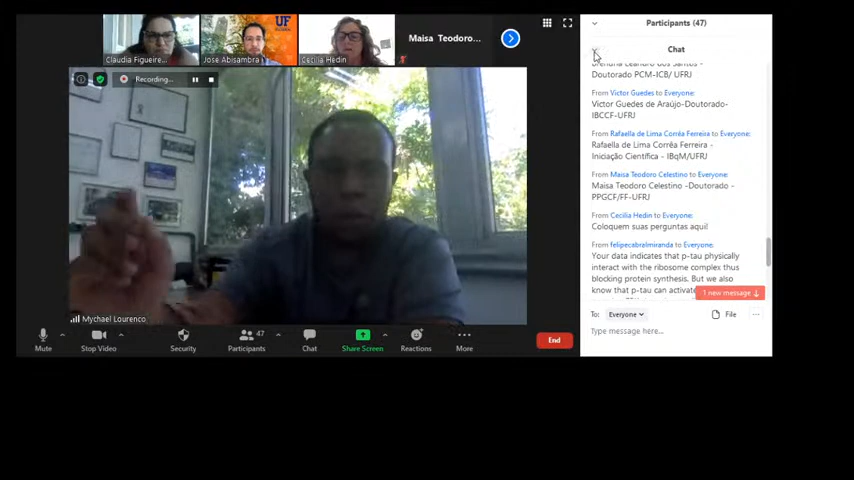 UF
Claudia Figueire...
Jose Abisambra
Cecilia Hedin
Maisa Teodoro...
Recording...
Mychael Lourenco
Mute
Stop Video
Security
47
Participants
Chat
Share Screen
Reactions
More
End
Participants (47)
Chat
Doutorado PCM-ICB/ UFRJ
From Victor Guedes to Everyone:
Victor Guedes de Araújo-Doutorado-
IBCCF-UFRJ
From Rafaella de Lima Corrêa Ferreira to Everyone:
Rafaella de Lima Corrêa Ferreira -
Iniciação Científica - IBqM/UFRJ
From Maisa Teodoro Celestino to Everyone:
Maisa Teodoro Celestino -Doutorado -
PPGCF/FF-UFRJ
From Cecilia Hedin to Everyone:
Coloquem suas perguntas aqui!
From felipecabralmiranda to Everyone:
Your data indicates that p-tau physically
interact with the ribosome complex thus
blocking protein synthesis. But we also
know that p-tau can activate
1 new message
To: Everyone
File
Type message here...